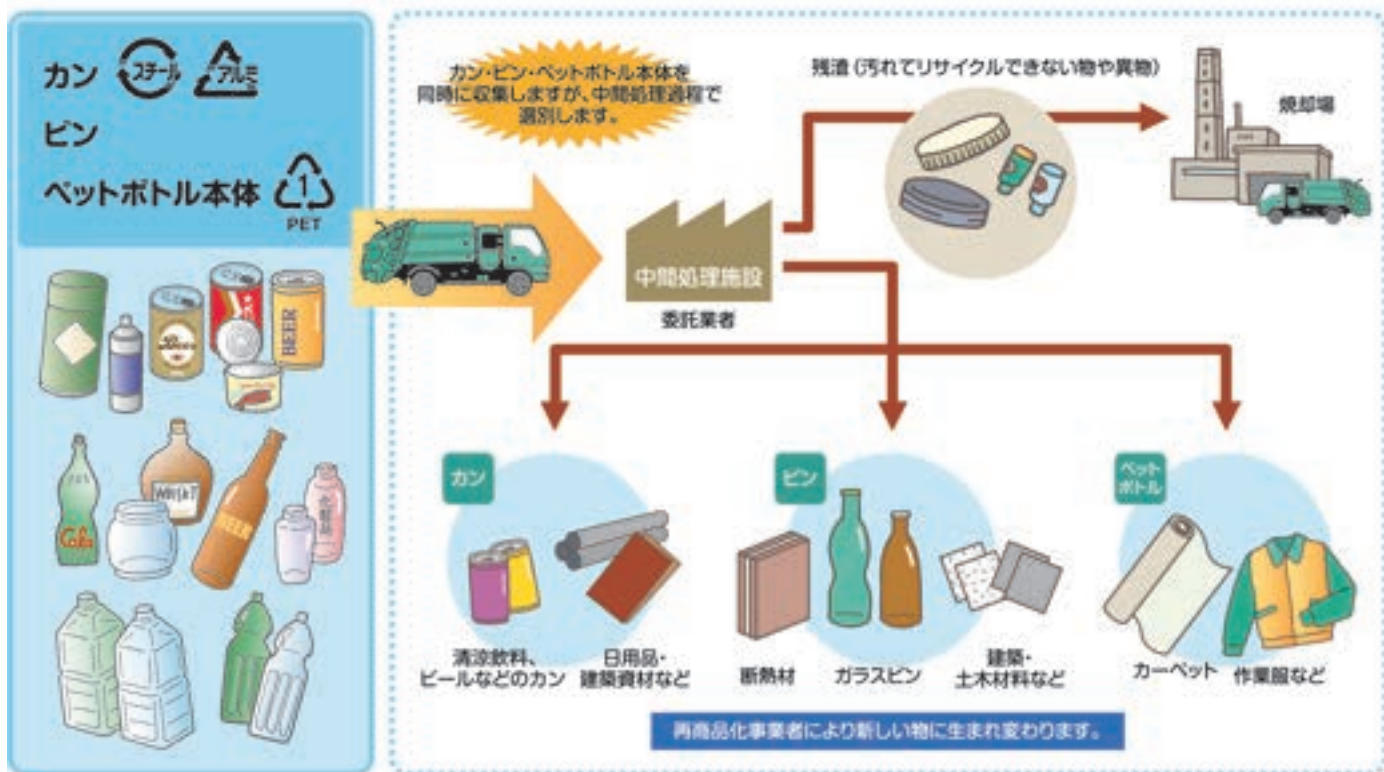 カン スチール アルミ
ビン
ペットボトル本体 1
PET
Beer
BEER
Cola
WHISKY
BEER
化粧品
カン・ビン・ペットボトル本体を
同時に収集しますが、中間処理過程で
選別します。
残渣(汚れてリサイクルできない物や異物)
焼却場
中間処理施設
委託業者
カン
清涼飲料、
ビールなどのカン
日用品・
建築資材など
ビン
断熱材
ガラスビン
建築・
土木材料など
ペット
ボトル
カーペット
作業服など
再商品化事業者により新しい物に生まれ変わります。